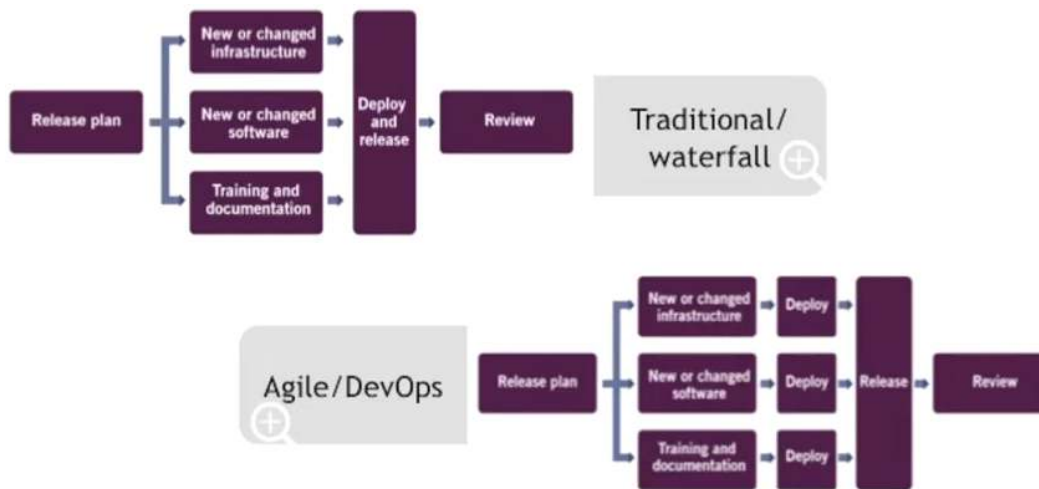 New or changed
infrastructure
Release plan
New or changed
software
Training and
documentation
Deploy
and
release
Review
Traditional/
waterfall
Agile/DevOps
Release plan
New or changed
infrastructure
Deploy
New or changed
software
Deploy
Training and
documentation
Deploy
Release
Review